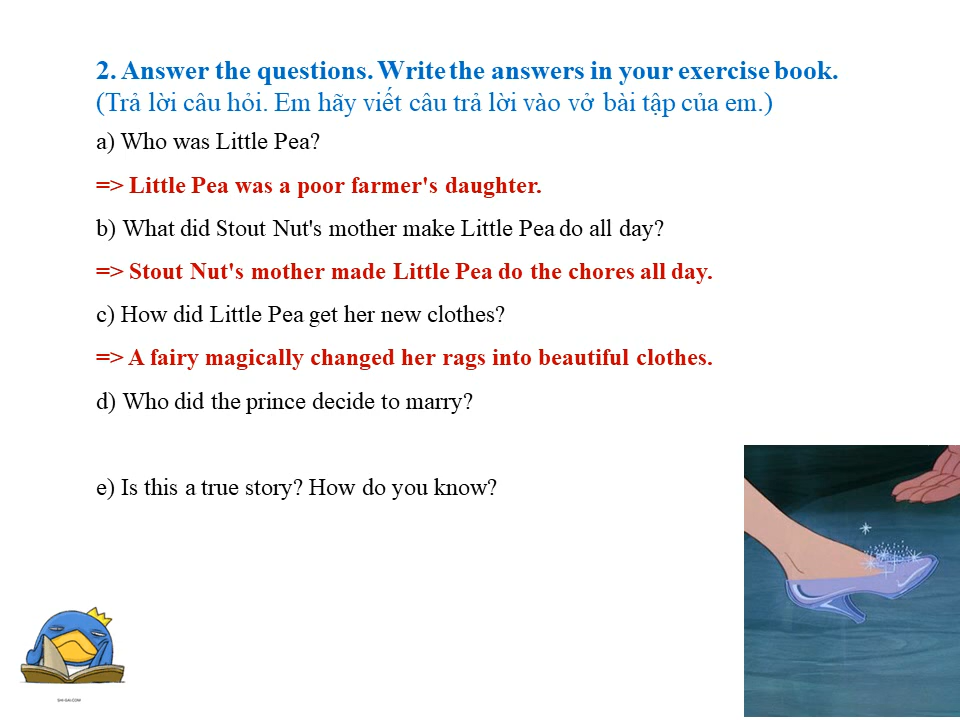 2. Answer the questions. Write the answers in your exercise book.
(Trả lời câu hỏi. Em hãy viết câu trả lời vào vở bài tập của em.)
a) Who was Little Pea?
=> Little Pea was a poor farmer's daughter.
b) What did Stout Nut's mother make Little Pea do all day?
=> Stout Nut's mother made Little Pea do the chores all day.
c) How did Little Pea get her new clothes?
=> A fairy magically changed her rags into beautiful clothes.
d) Who did the prince decide to marry?
e) Is this a true story? How do you know?